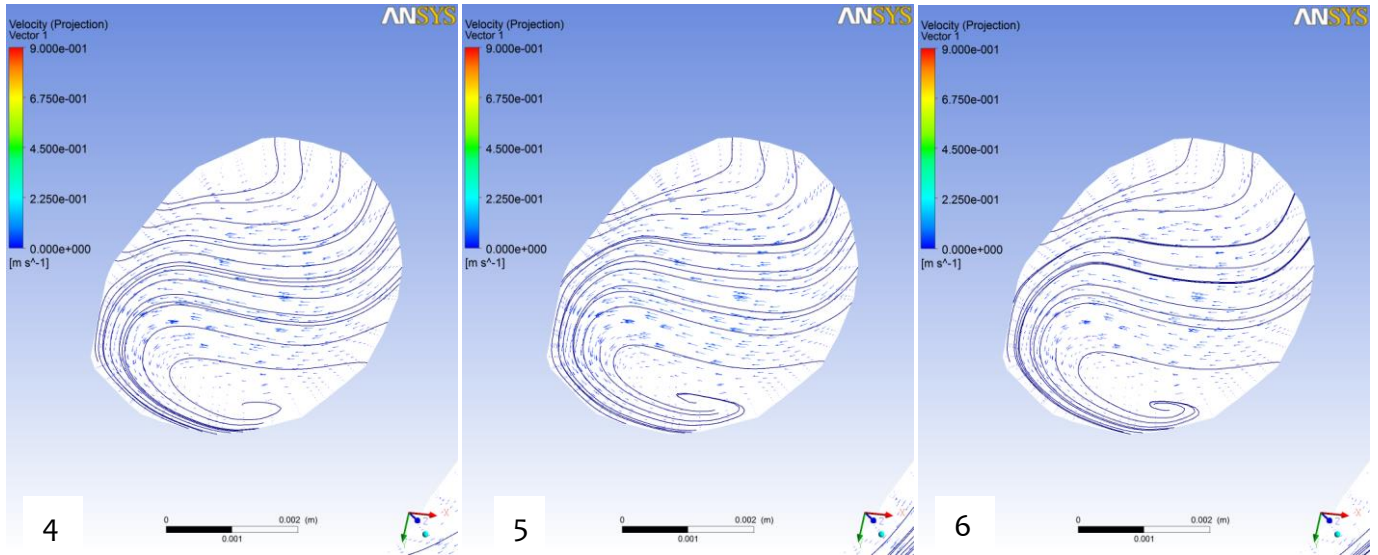 ANSYS
Velocity (Projection)
Vector 1
9.000e-001
6.750e-001
4.500e-001
2.250e-001
0.000e+000
[m s^-1]
0 0.002 (m)
0.001
X
Z
4
ANSYS
Velocity (Projection)
Vector 1
9.000e-001
6.750e-001
4.500e-001
2.250e-001
0.000e+000
[m s^-1]
0 0.002 (m)
0.001
X
Z
5
ANSYS
Velocity (Projection)
Vector 1
9.000e-001
6.750e-001
4.500e-001
2.250e-001
0.000e+000
[m s^-1]
0 0.002 (m)
0.001
X
Z
6